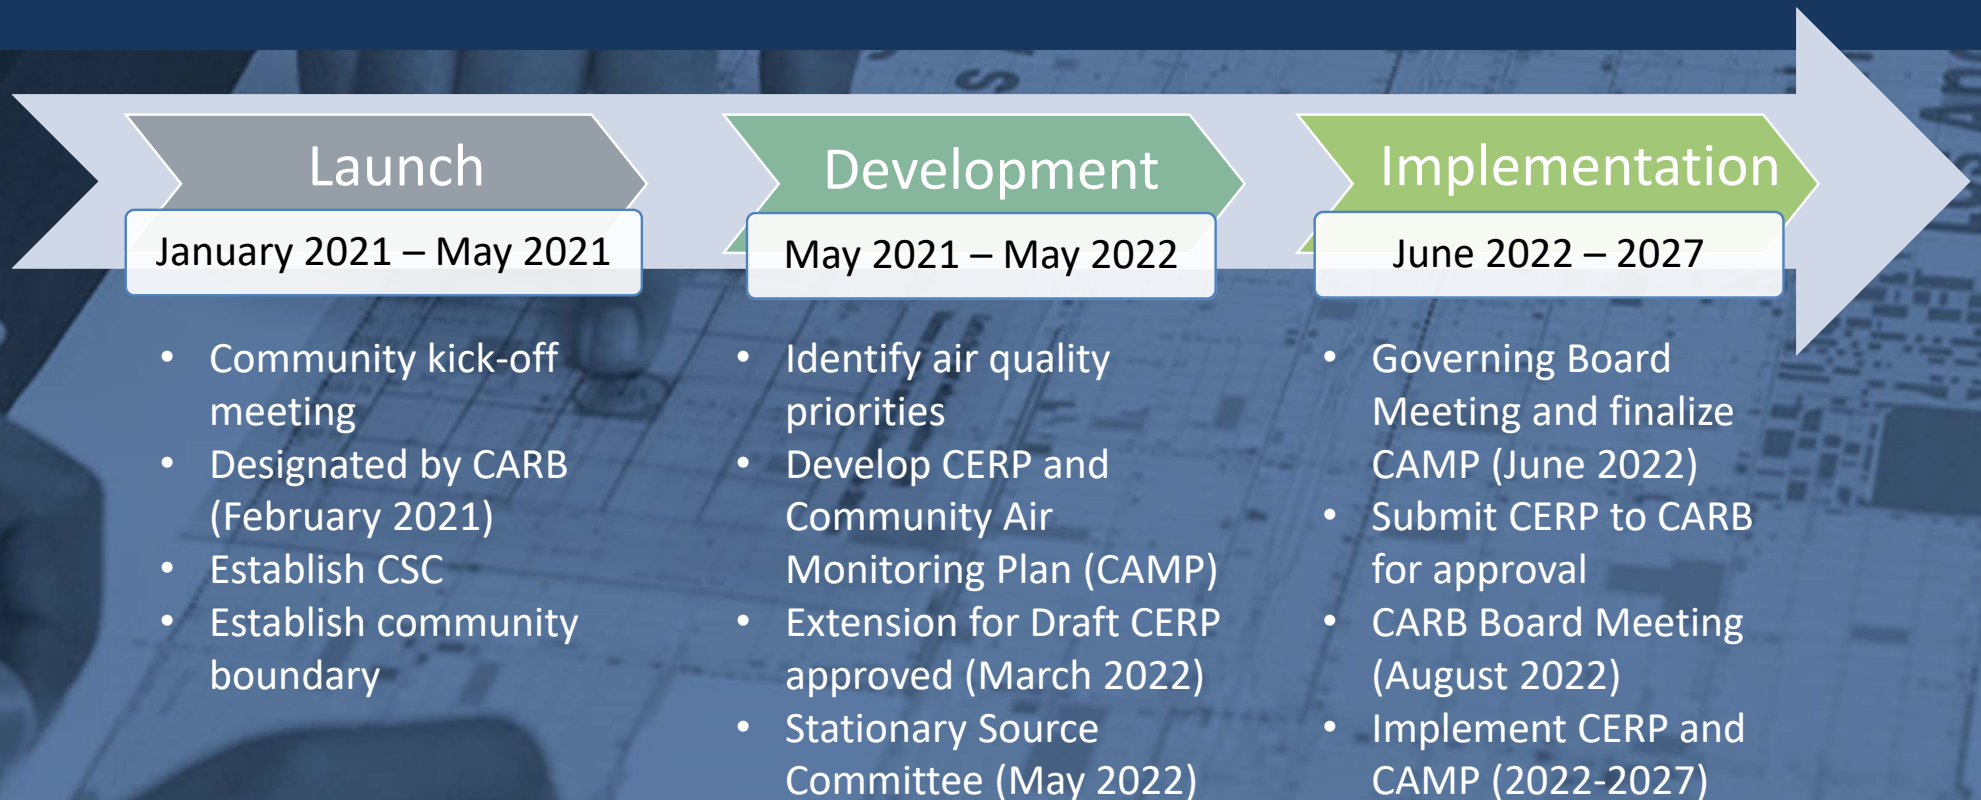 Launch
January 2021 – May 2021
• Community kick-off
meeting
• Designated by CARB
(February 2021)
• Establish CSC
• Establish community
boundary
Development
May 2021 – May 2022
• Identify air quality
priorities
• Develop CERP and
Community Air
Monitoring Plan (CAMP)
• Extension for Draft CERP
approved (March 2022)
• Stationary Source
Committee (May 2022)
Implementation
June 2022 – 2027
• Governing Board
Meeting and finalize
CAMP (June 2022)
• Submit CERP to CARB
for approval
• CARB Board Meeting
(August 2022)
• Implement CERP and
CAMP (2022-2027)